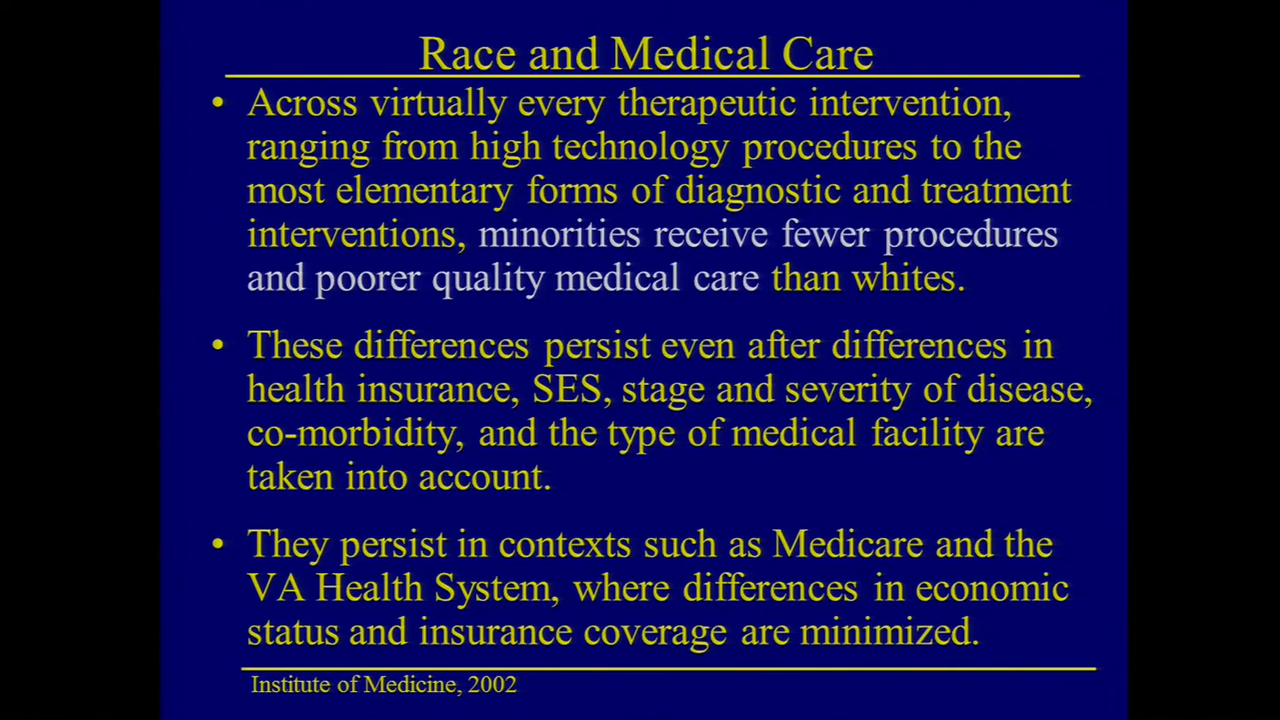 Race and Medical Care
• Across virtually every therapeutic intervention,
ranging from high technology procedures to the
most elementary forms of diagnostic and treatment
interventions, minorities receive fewer procedures
and poorer quality medical care than whites.
• These differences persist even after differences in
health insurance, SES, stage and severity of disease,
co-morbidity, and the type of medical facility are
taken into account.
• They persist in contexts such as Medicare and the
VA Health System, where differences in economic
status and insurance coverage are minimized.
Institute of Medicine, 2002